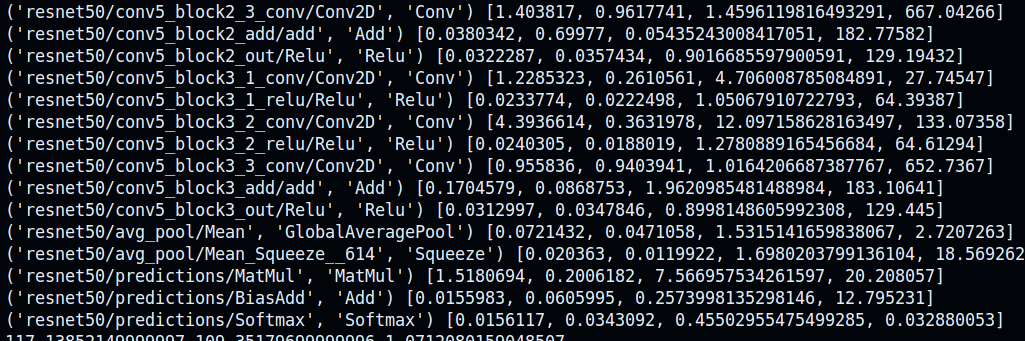 ('resnet50/conv5_block2_3_conv/Conv2D', 'Conv') [1.403817, 0.9617741, 1.4596119816493291, 667.04266]
('resnet50/conv5_block2_add/add', 'Add') [0.0380342, 0.69977, 0.05435243008417051, 182.77582]
('resnet50/conv5_block2_out/Relu', 'Relu') [0.0322287, 0.0357434, 0.9016685597900591, 129.19432]
('resnet50/conv5_block3_1_conv/Conv2D', 'Conv') [1.2285323, 0.2610561, 4.706008785084891, 27.74547]
('resnet50/conv5_block3_1_relu/Relu', 'Relu') [0.0233774, 0.0222498, 1.05067910722793, 64.39387]
('resnet50/conv5_block3_2_conv/Conv2D', 'Conv') [4.3936614, 0.3631978, 12.097158628163497, 133.07358]
('resnet50/conv5_block3_2_relu/Relu', 'Relu') [0.0240305, 0.0188019, 1.2780889165456684, 64.61294]
('resnet50/conv5_block3_3_conv/Conv2D', 'Conv') [0.955836, 0.9403941, 1.0164206687387767, 652.7367]
('resnet50/conv5_block3_add/add', 'Add') [0.1704579, 0.0868753, 1.9620985481488984, 183.10641]
('resnet50/conv5_block3_out/Relu', 'Relu') [0.0312997, 0.0347846, 0.8998148605992308, 129.445]
('resnet50/avg_pool/Mean', 'GlobalAveragePool') [0.0721432, 0.0471058, 1.5315141659838067, 2.7207263]
('resnet50/avg_pool/Mean_Squeeze__614', 'Squeeze') [0.020363, 0.0119922, 1.6980203799136104, 18.569262
('resnet50/predictions/MatMul', 'MatMul') [1.5180694, 0.2006182, 7.566957534261597, 20.208057]
('resnet50/predictions/BiasAdd', 'Add') [0.0155983, 0.0605995, 0.2573998135298146, 12.795231]
('resnet50/predictions/Softmax', 'Softmax') [0.0156117, 0.0343092, 0.45502955475499285, 0.032880053]